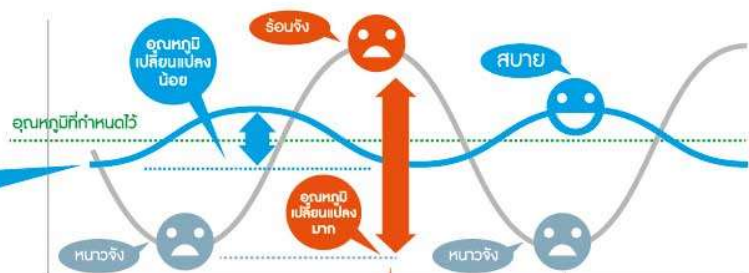 ร้อนจัง
อุณหภูมิ
เปลี่ยนแปลง
น้อย
สบาย
อุณหภูมิที่กำหนดไว้
อุณหภูมิ
เปลี่ยนแปลง
มาก
หนาวจัง
หนาวจัง